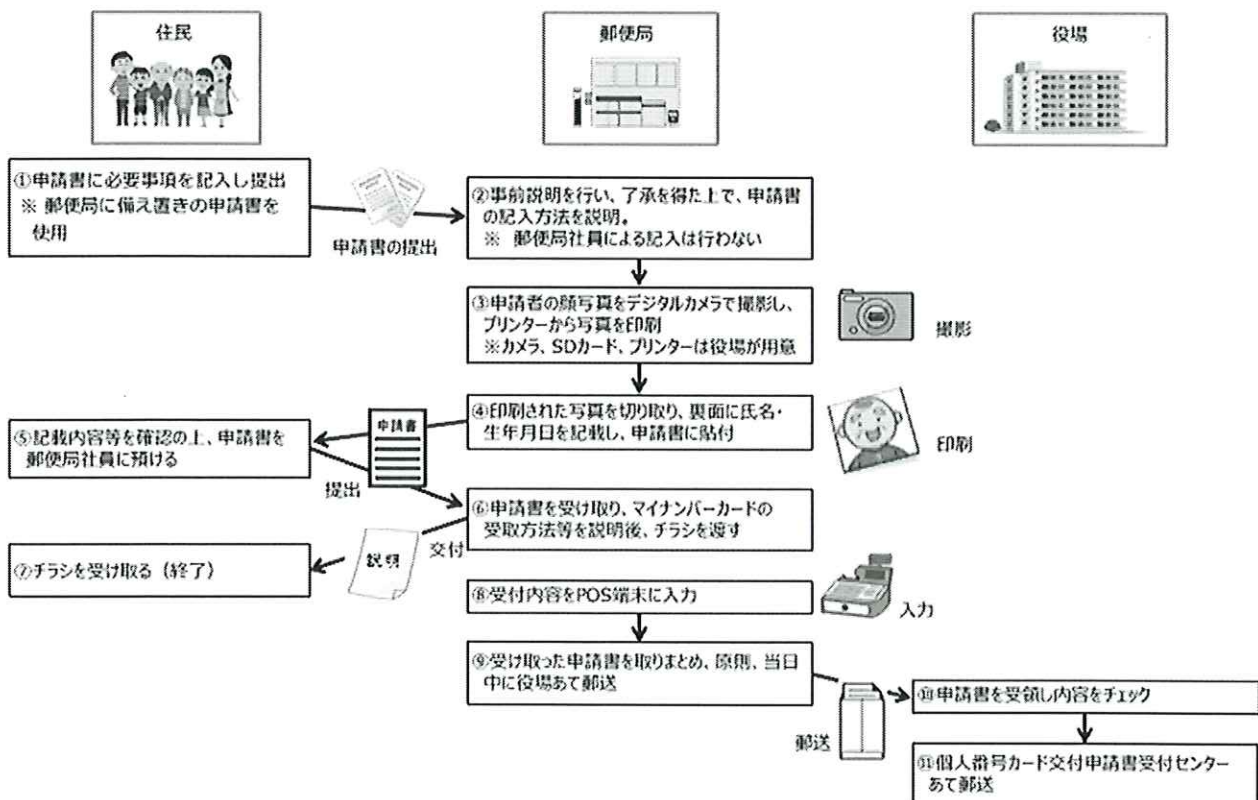 住民
郵便局
役場
①申請書に必要事項を記入し提出
※ 郵便局に備え置きの申請書を
使用
申請書の提出
②事前説明を行い、了承を得た上で、申請書
の記入方法を説明。
※ 郵便局社員による記入は行わない
③申請者の顔写真をデジタルカメラで撮影し、
プリンターから写真を印刷
※カメラ、SDカード、プリンターは役場が用意
撮影
④印刷された写真を切り取り、裏面に氏名・
生年月日を記載し、申請書に貼付
印刷
申請書
⑤記載内容等を確認の上、申請書を
郵便局社員に預ける
提出
⑥申請書を受け取り、マイナンバーカードの
受取方法等を説明後、チラシを渡す
交付
説明
⑦チラシを受け取る（終了）
⑧受付内容をPOS端末に入力
入力
⑨受け取った申請書を取りまとめ、原則、当日
中に役場あて郵送
郵送
⑩申請書を受領し内容をチェック
⑪個人番号カード交付申請書受付センター
あて郵送